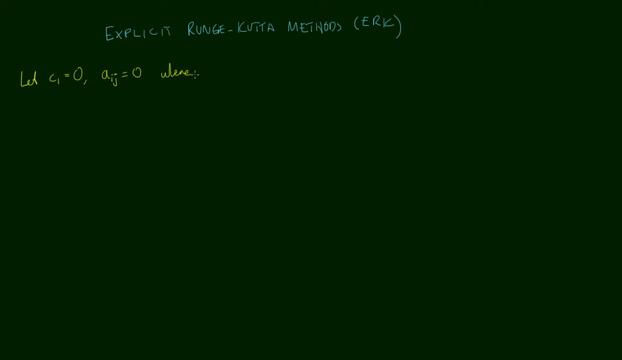 EXPLICIT RUNGE-KUTTA METHODS (ERK)
Let c₁=0, aᵢⱼ=0 where